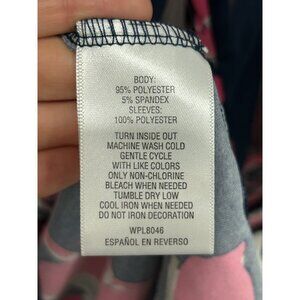 BODY:
95% POLYESTER
5% SPANDEX
SLEEVES:
100% POLYESTER
TURN INSIDE OUT
MACHINE WASH COLD
GENTLE CYCLE
WITH LIKE COLORS
ONLY NON-CHLORINE
BLEACH WHEN NEEDED
TUMBLE DRY LOW
COOL IRON WHEN NEEDED
DO NOT IRON DECORATION
WPL8046
ESPAÑOL EN REVERSO